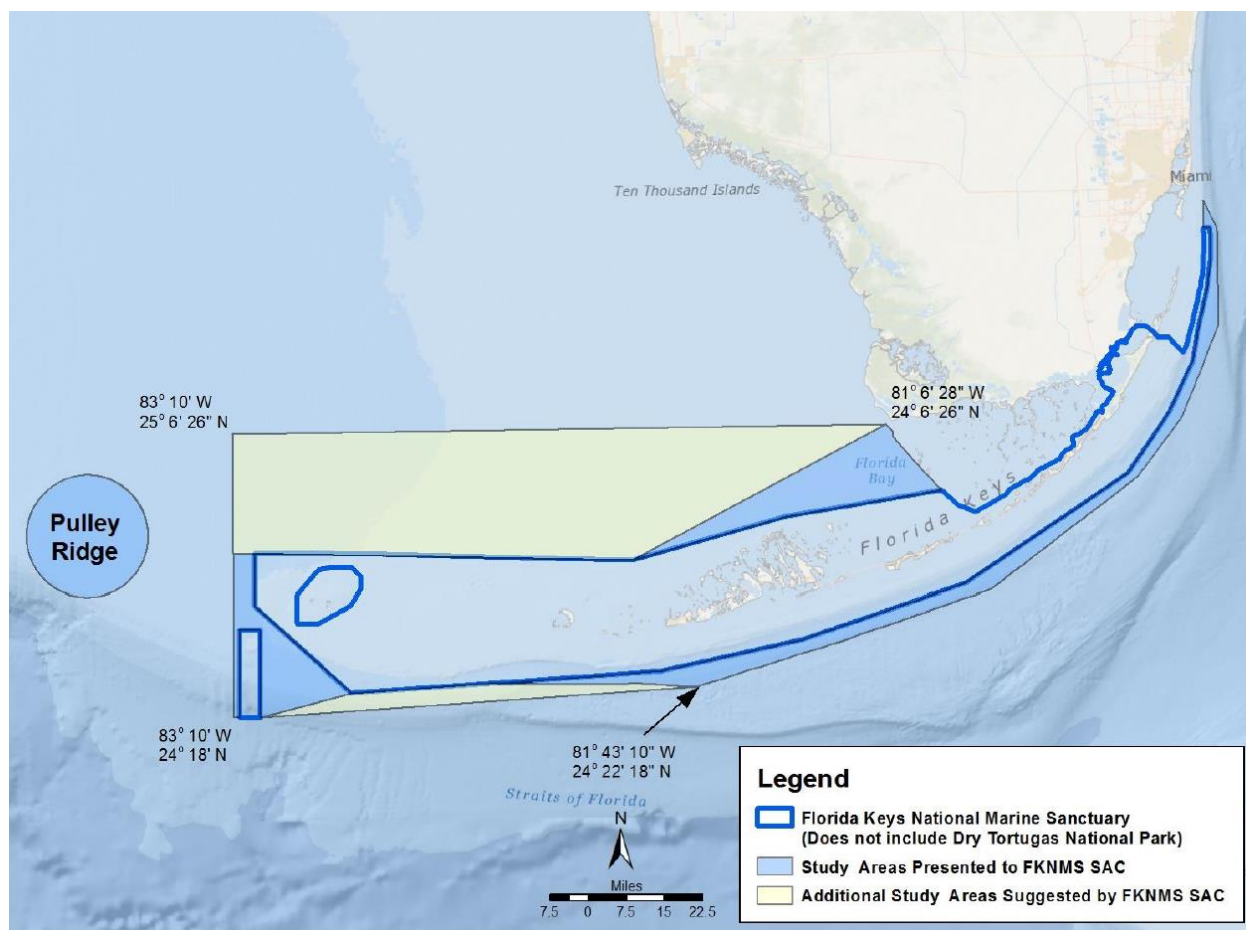 Miami
Ten Thousand Islands
83° 10' W
25° 6' 26" N
81° 6' 28" W
24° 6' 26" N
Florida
Bay
Florida Keys
Pulley
Ridge
83° 10' W
24° 18' N
81° 43' 10" W
24° 22' 18" N
Straits of Florida
N
Miles
7.5 0 7.5 15 22.5
Legend
Florida Keys National Marine Sanctuary
(Does not include Dry Tortugas National Park)
Study Areas Presented to FKNMS SAC
Additional Study Areas Suggested by FKNMS SAC